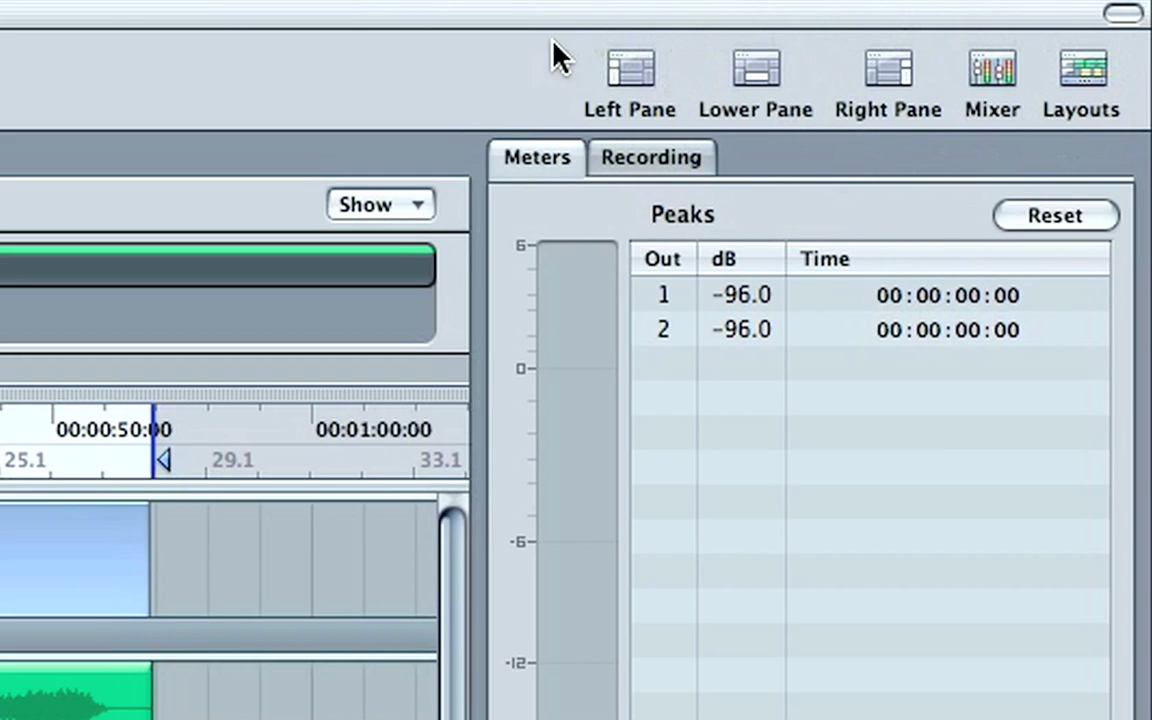 Left Pane Lower Pane Right Pane Mixer Layouts
Meters Recording
Show
Peaks Reset
Out dB Time
1 -96.0 00:00:00:00
2 -96.0 00:00:00:00
6
0
-6
-12
00:00:50:00 00:01:00:00
25.1 29.1 33.1